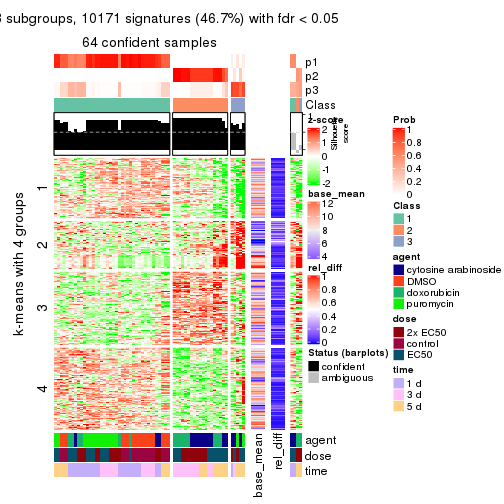 3 subgroups, 10171 signatures (46.7%) with fdr < 0.05
64 confident samples
p1
p2
p3
Class
Silhouette
score
1
k-means with 4 groups
1
2
3
4
agent
dose
time
base_mean
rel_diff
z-score
2
1
0
-1
-2
base_mean
12
10
8
6
4
rel_diff
1
0.8
0.6
0.4
0.2
0
Status (barplots)
confident
ambiguous
Prob
1
0.8
0.6
0.4
0.2
0
Class
1
2
3
agent
cytosine arabinoside
DMSO
doxorubicin
puromycin
dose
2x EC50
control
EC50
time
1 d
3 d
5 d